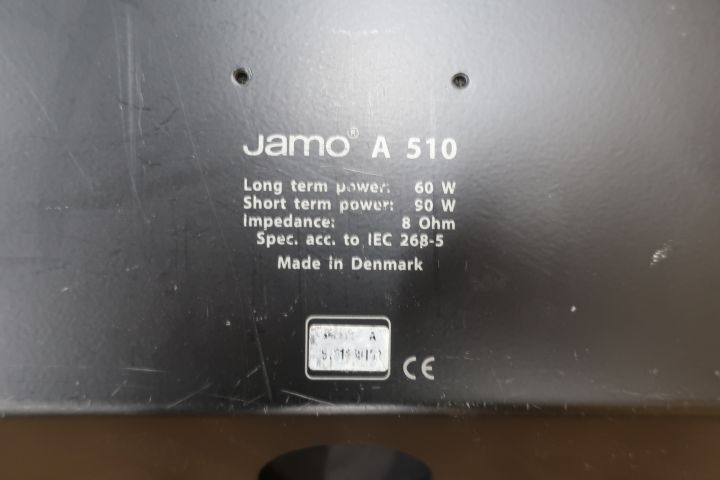 Jamo® A 510
Long term power: 60 W
Short term power: 90 W
Impedance: 8 Ohm
Spec. acc. to IEC 268-5
Made in Denmark
A
CE